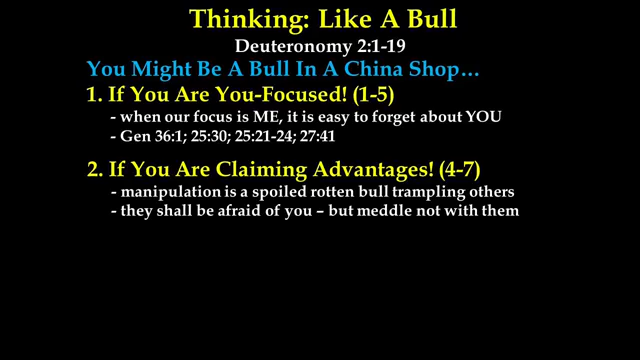 Thinking: Like A Bull
Deuteronomy 2:1-19
You Might Be A Bull In A China Shop…
1. If You Are You-Focused! (1-5)
- when our focus is ME, it is easy to forget about YOU
- Gen 36:1; 25:30; 25:21-24; 27:41
2. If You Are Claiming Advantages! (4-7)
- manipulation is a spoiled rotten bull trampling others
- they shall be afraid of you – but meddle not with them